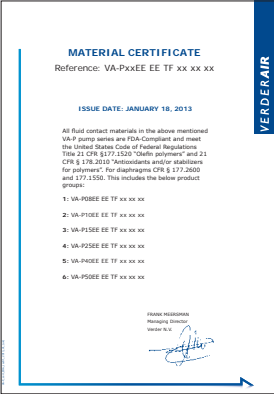 MATERIAL CERTIFICATE
Reference: VA-PxxEE EE TF xx xx xx
VERDERAIR
ISSUE DATE: JANUARY 18, 2013
All fluid contact materials in the above mentioned
VA-P pump series are FDA-Compliant and meet
the United States Code of Federal Regulations
Title 21 CFR §177.1520 "Olefin polymers" and 21
CFR § 178.2010 "Antioxidants and/or stabilizers
for polymers". For diaphragms CFR § 177.2600
and 177.1550. This includes the below product
groups:
1: VA-P08EE EE TF xx xx xx
2: VA-P10EE EE TF xx xx xx
3: VA-P15EE EE TF xx xx xx
4: VA-P25EE EE TF xx xx xx
5: VA-P40EE EE TF xx xx xx
6: VA-P50EE EE TF xx xx xx
FRANK MEERSMAN
Managing Director
Verder N.V.